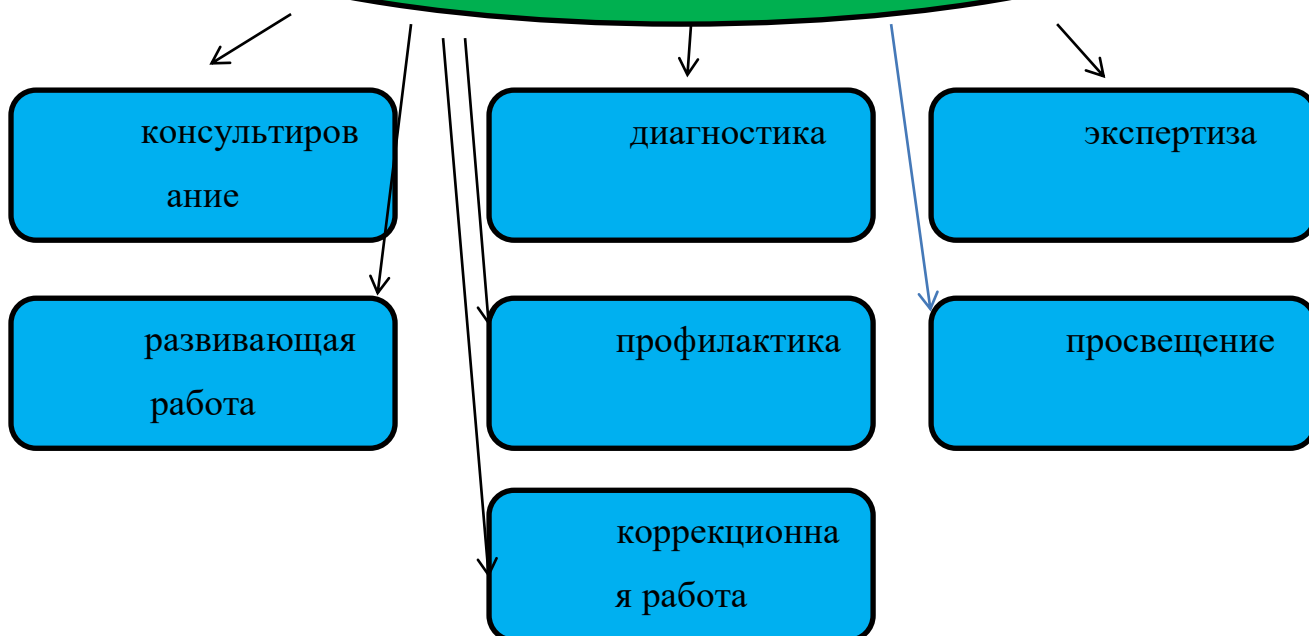 консультиров
ание
диагностика
экспертиза
развивающая
работа
профилактика
просвещение
коррекционна
я работа